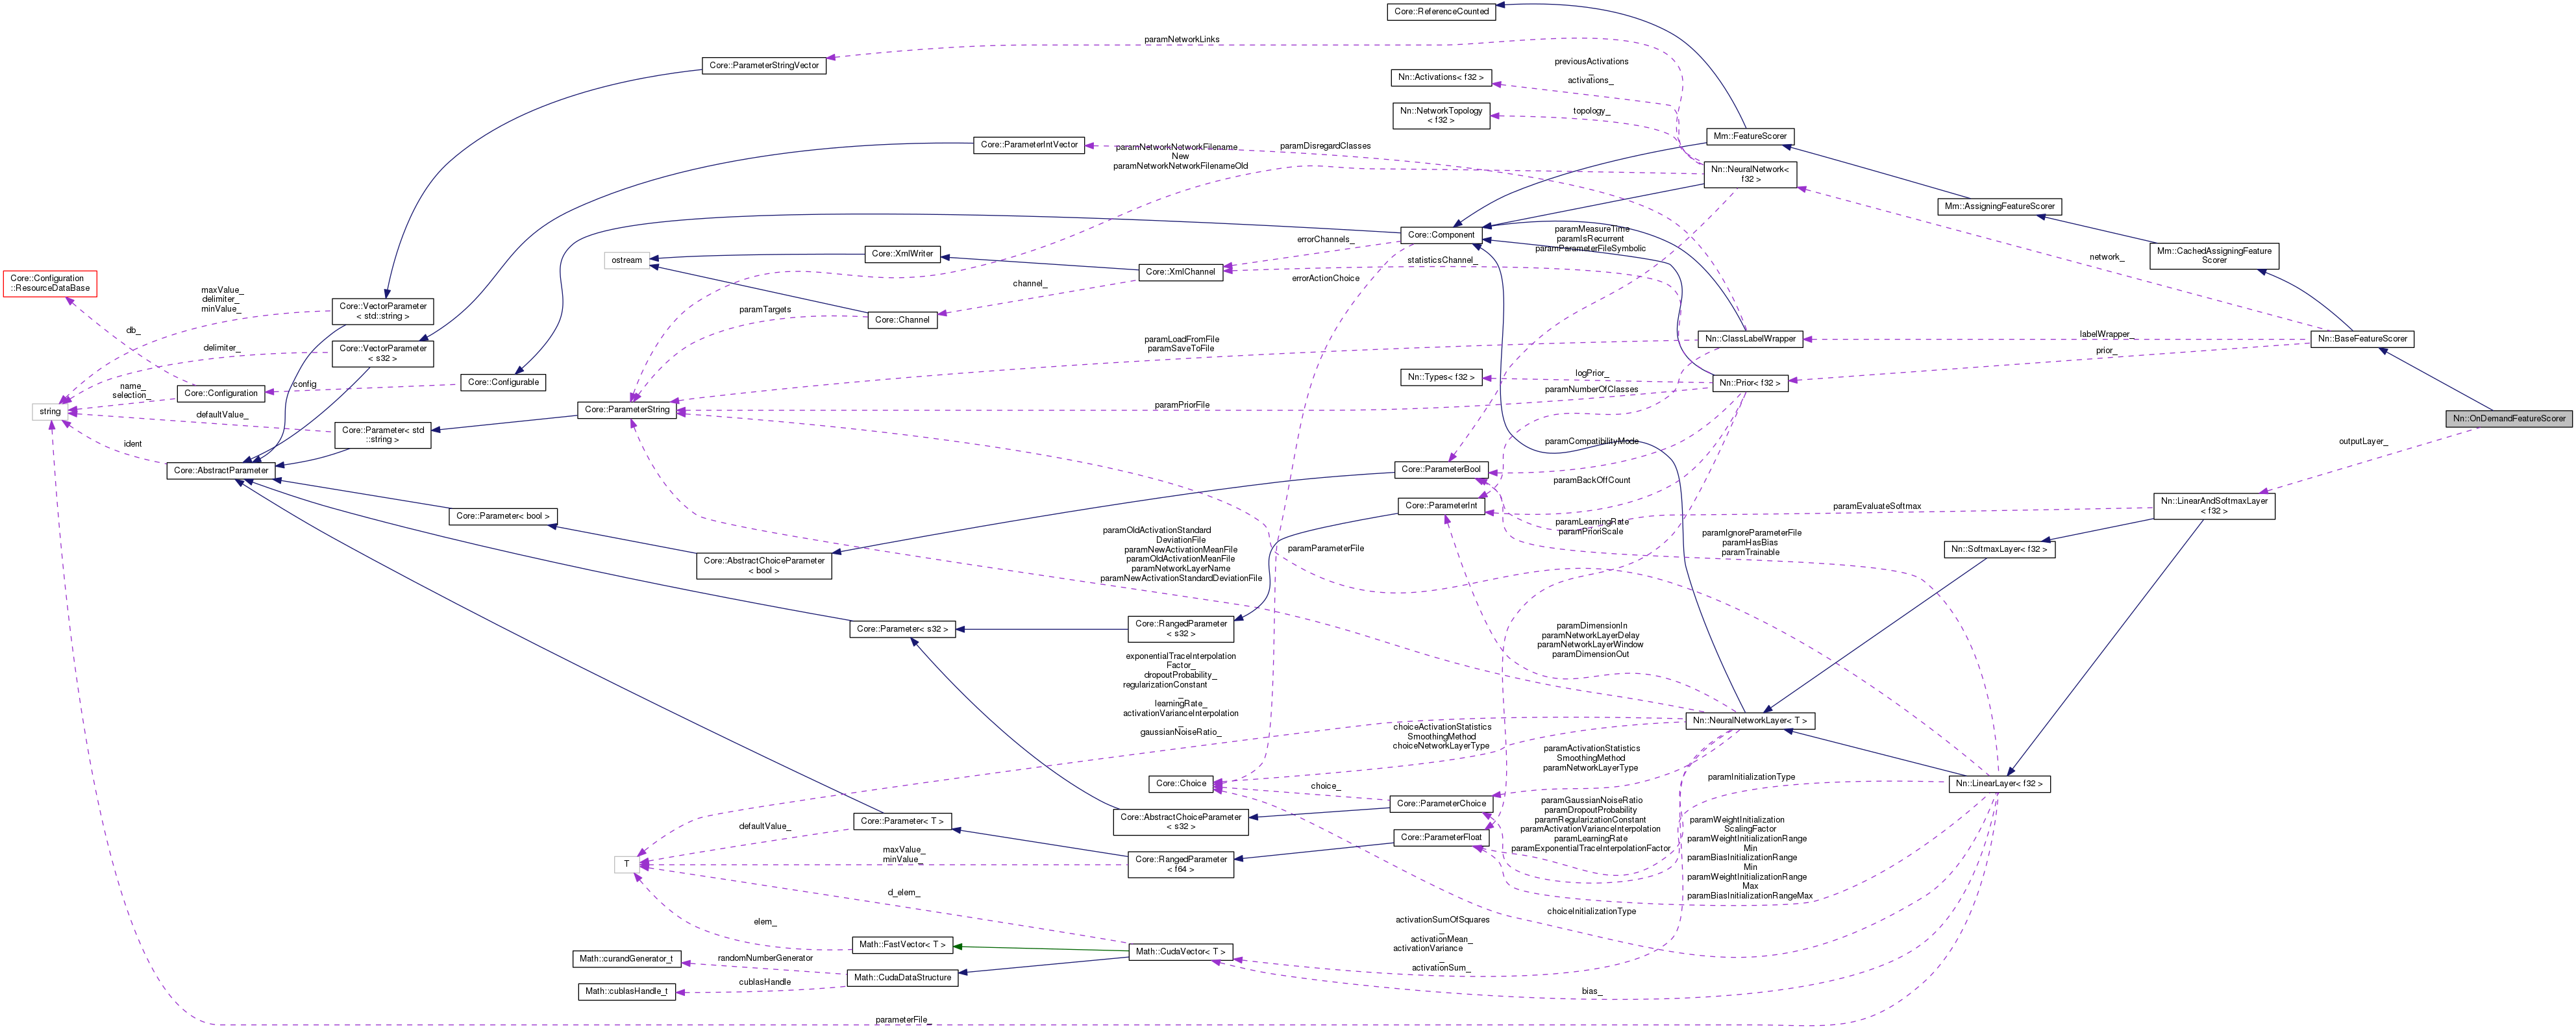 Core::ReferenceCounted
paramNetworkLinks
Core::ParameterStringVector
previousActivations
_
activations_
Nn::Activations< f32 >
Nn::NetworkTopology
< f32 >
topology_
Mm::FeatureScorer
Core::ParameterIntVector
paramNetworkNetworkFilename
New
paramNetworkNetworkFilenameOld
paramDisregardClasses
Nn::NeuralNetwork<
f32 >
Mm::AssigningFeatureScorer
Core::Component
paramMeasureTime
paramIsRecurrent
paramParameterFileSymbolic
Mm::CachedAssigningFeature
Scorer
network_
errorChannels_
Core::XmlWriter
ostream
statisticsChannel_
Core::XmlChannel
errorActionChoice
channel_
Core::Configuration
::ResourceDataBase
maxValue_
delimiter_
minValue_
Core::VectorParameter
< std::string >
paramTargets
Core::Channel
db_
delimiter_
Core::VectorParameter
< s32 >
paramLoadFromFile
paramSaveToFile
Nn::ClassLabelWrapper
labelWrapper_
Nn::BaseFeatureScorer
prior_
name_
selection_
Core::Configuration
config
Core::Configurable
Nn::Types< f32 >
logPrior_
Nn::Prior< f32 >
paramNumberOfClasses
string
defaultValue_
Core::ParameterString
paramPriorFile
Nn::OnDemandFeatureScorer
Core::Parameter< std
::string >
ident
paramCompatibilityMode
outputLayer_
Core::AbstractParameter
Core::ParameterBool
paramBackOffCount
Core::ParameterInt
Nn::LinearAndSoftmaxLayer
< f32 >
paramEvaluateSoftmax
Core::Parameter< bool >
paramLearningRate
paramPrioriScale
paramOldActivationStandard
DeviationFile
paramNewActivationMeanFile
paramOldActivationMeanFile
paramNetworkLayerName
paramNewActivationStandardDeviationFile
paramParameterFile
paramIgnoreParameterFile
paramHasBias
paramTrainable
Nn::SoftmaxLayer< f32 >
Core::AbstractChoiceParameter
< bool >
Core::Parameter< s32 >
Core::RangedParameter
< s32 >
paramDimensionIn
paramNetworkLayerDelay
paramNetworkLayerWindow
paramDimensionOut
exponentialTraceInterpolation
Factor_
dropoutProbability_
regularizationConstant
_
learningRate_
activationVarianceInterpolation
_
gaussianNoiseRatio_
Nn::NeuralNetworkLayer< T >
choiceActivationStatistics
SmoothingMethod
choiceNetworkLayerType
paramActivationStatistics
SmoothingMethod
paramNetworkLayerType
Core::Choice
choice_
paramInitializationType
Nn::LinearLayer< f32 >
Core::ParameterChoice
Core::AbstractChoiceParameter
< s32 >
Core::Parameter< T >
defaultValue_
paramGaussianNoiseRatio
paramDropoutProbability
paramRegularizationConstant
paramActivationVarianceInterpolation
paramLearningRate
paramExponentialTraceInterpolationFactor
paramWeightInitialization
ScalingFactor
paramWeightInitializationRange
Min
paramBiasInitializationRange
Min
paramWeightInitializationRange
Max
paramBiasInitializationRangeMax
Core::ParameterFloat
T
maxValue_
minValue_
Core::RangedParameter
< f64 >
d_elem_
choiceInitializationType
elem_
activationSumOfSquares
_
activationMean_
activationVariance
_
activationSum_
Math::FastVector< T >
Math::CudaVector< T >
Math::curandGenerator_t
randomNumberGenerator
Math::CudaDataStructure
cublasHandle
Math::cublasHandle_t
bias_
parameterFile_